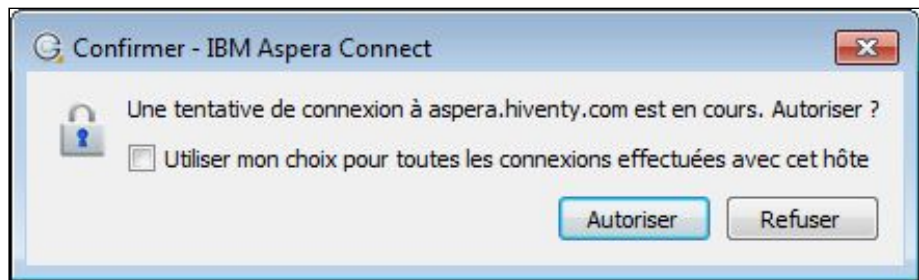 Confirmer - IBM Aspera Connect
Une tentative de connexion à aspera.hiventy.com est en cours. Autoriser ?
Utiliser mon choix pour toutes les connexions effectuées avec cet hôte
Autoriser
Refuser